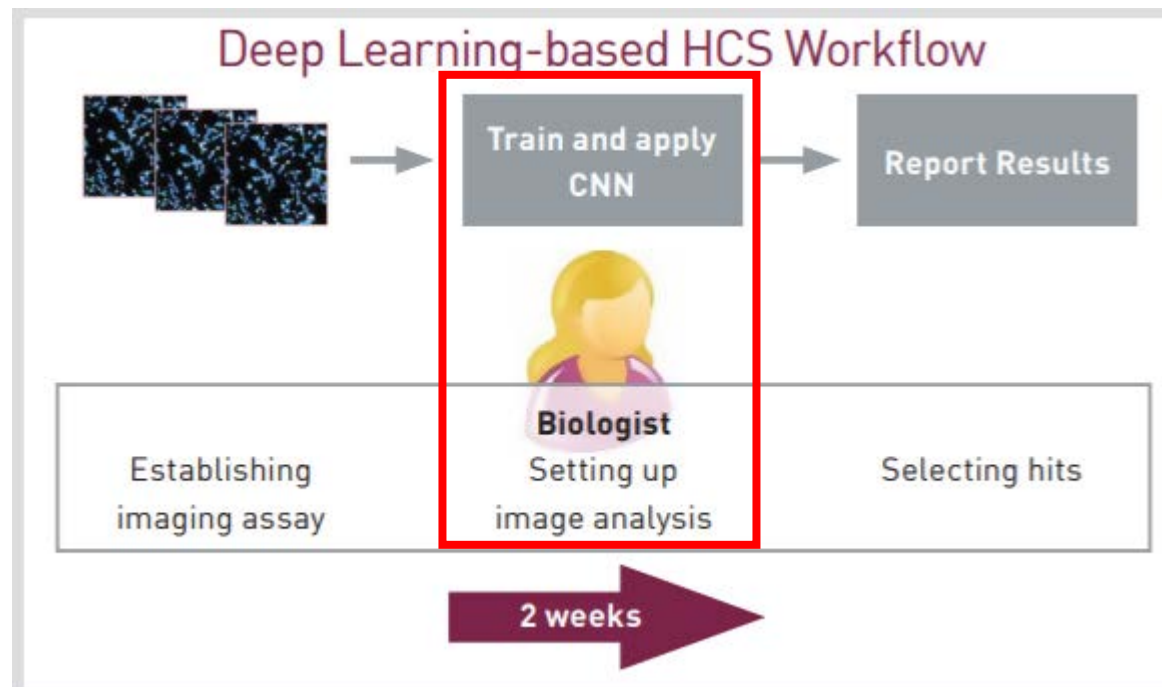 Deep Learning-based HCS Workflow
Train and apply
CNN
Report Results
Biologist
Establishing
imaging assay
Setting up
image analysis
Selecting hits
2 weeks